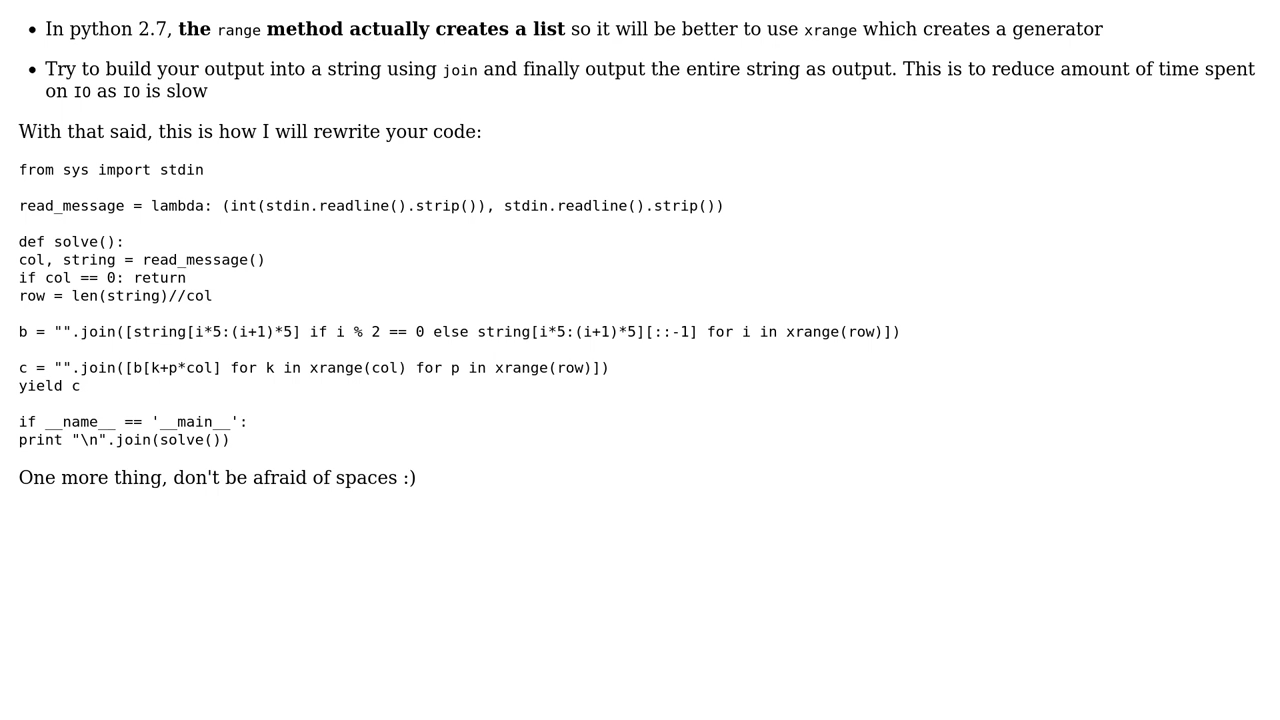 In python 2.7, the range method actually creates a list so it will be better to use xrange which creates a generator
Try to build your output into a string using join and finally output the entire string as output. This is to reduce amount of time spent
on IO as IO is slow
With that said, this is how I will rewrite your code:
from sys import stdin
read_message = lambda: (int(stdin.readline().strip()), stdin.readline().strip())
def solve():
col, string = read_message()
if col == 0: return
row = len(string)//col
b = "".join([string[i*5:(i+1)*5] if i % 2 == 0 else string[i*5:(i+1)*5][::-1] for i in xrange(row)])
c = "".join([b[k+p*col] for k in xrange(col) for p in xrange(row)])
yield c
if __name__ == '__main__':
print "\n".join(solve())
One more thing, don't be afraid of spaces :)